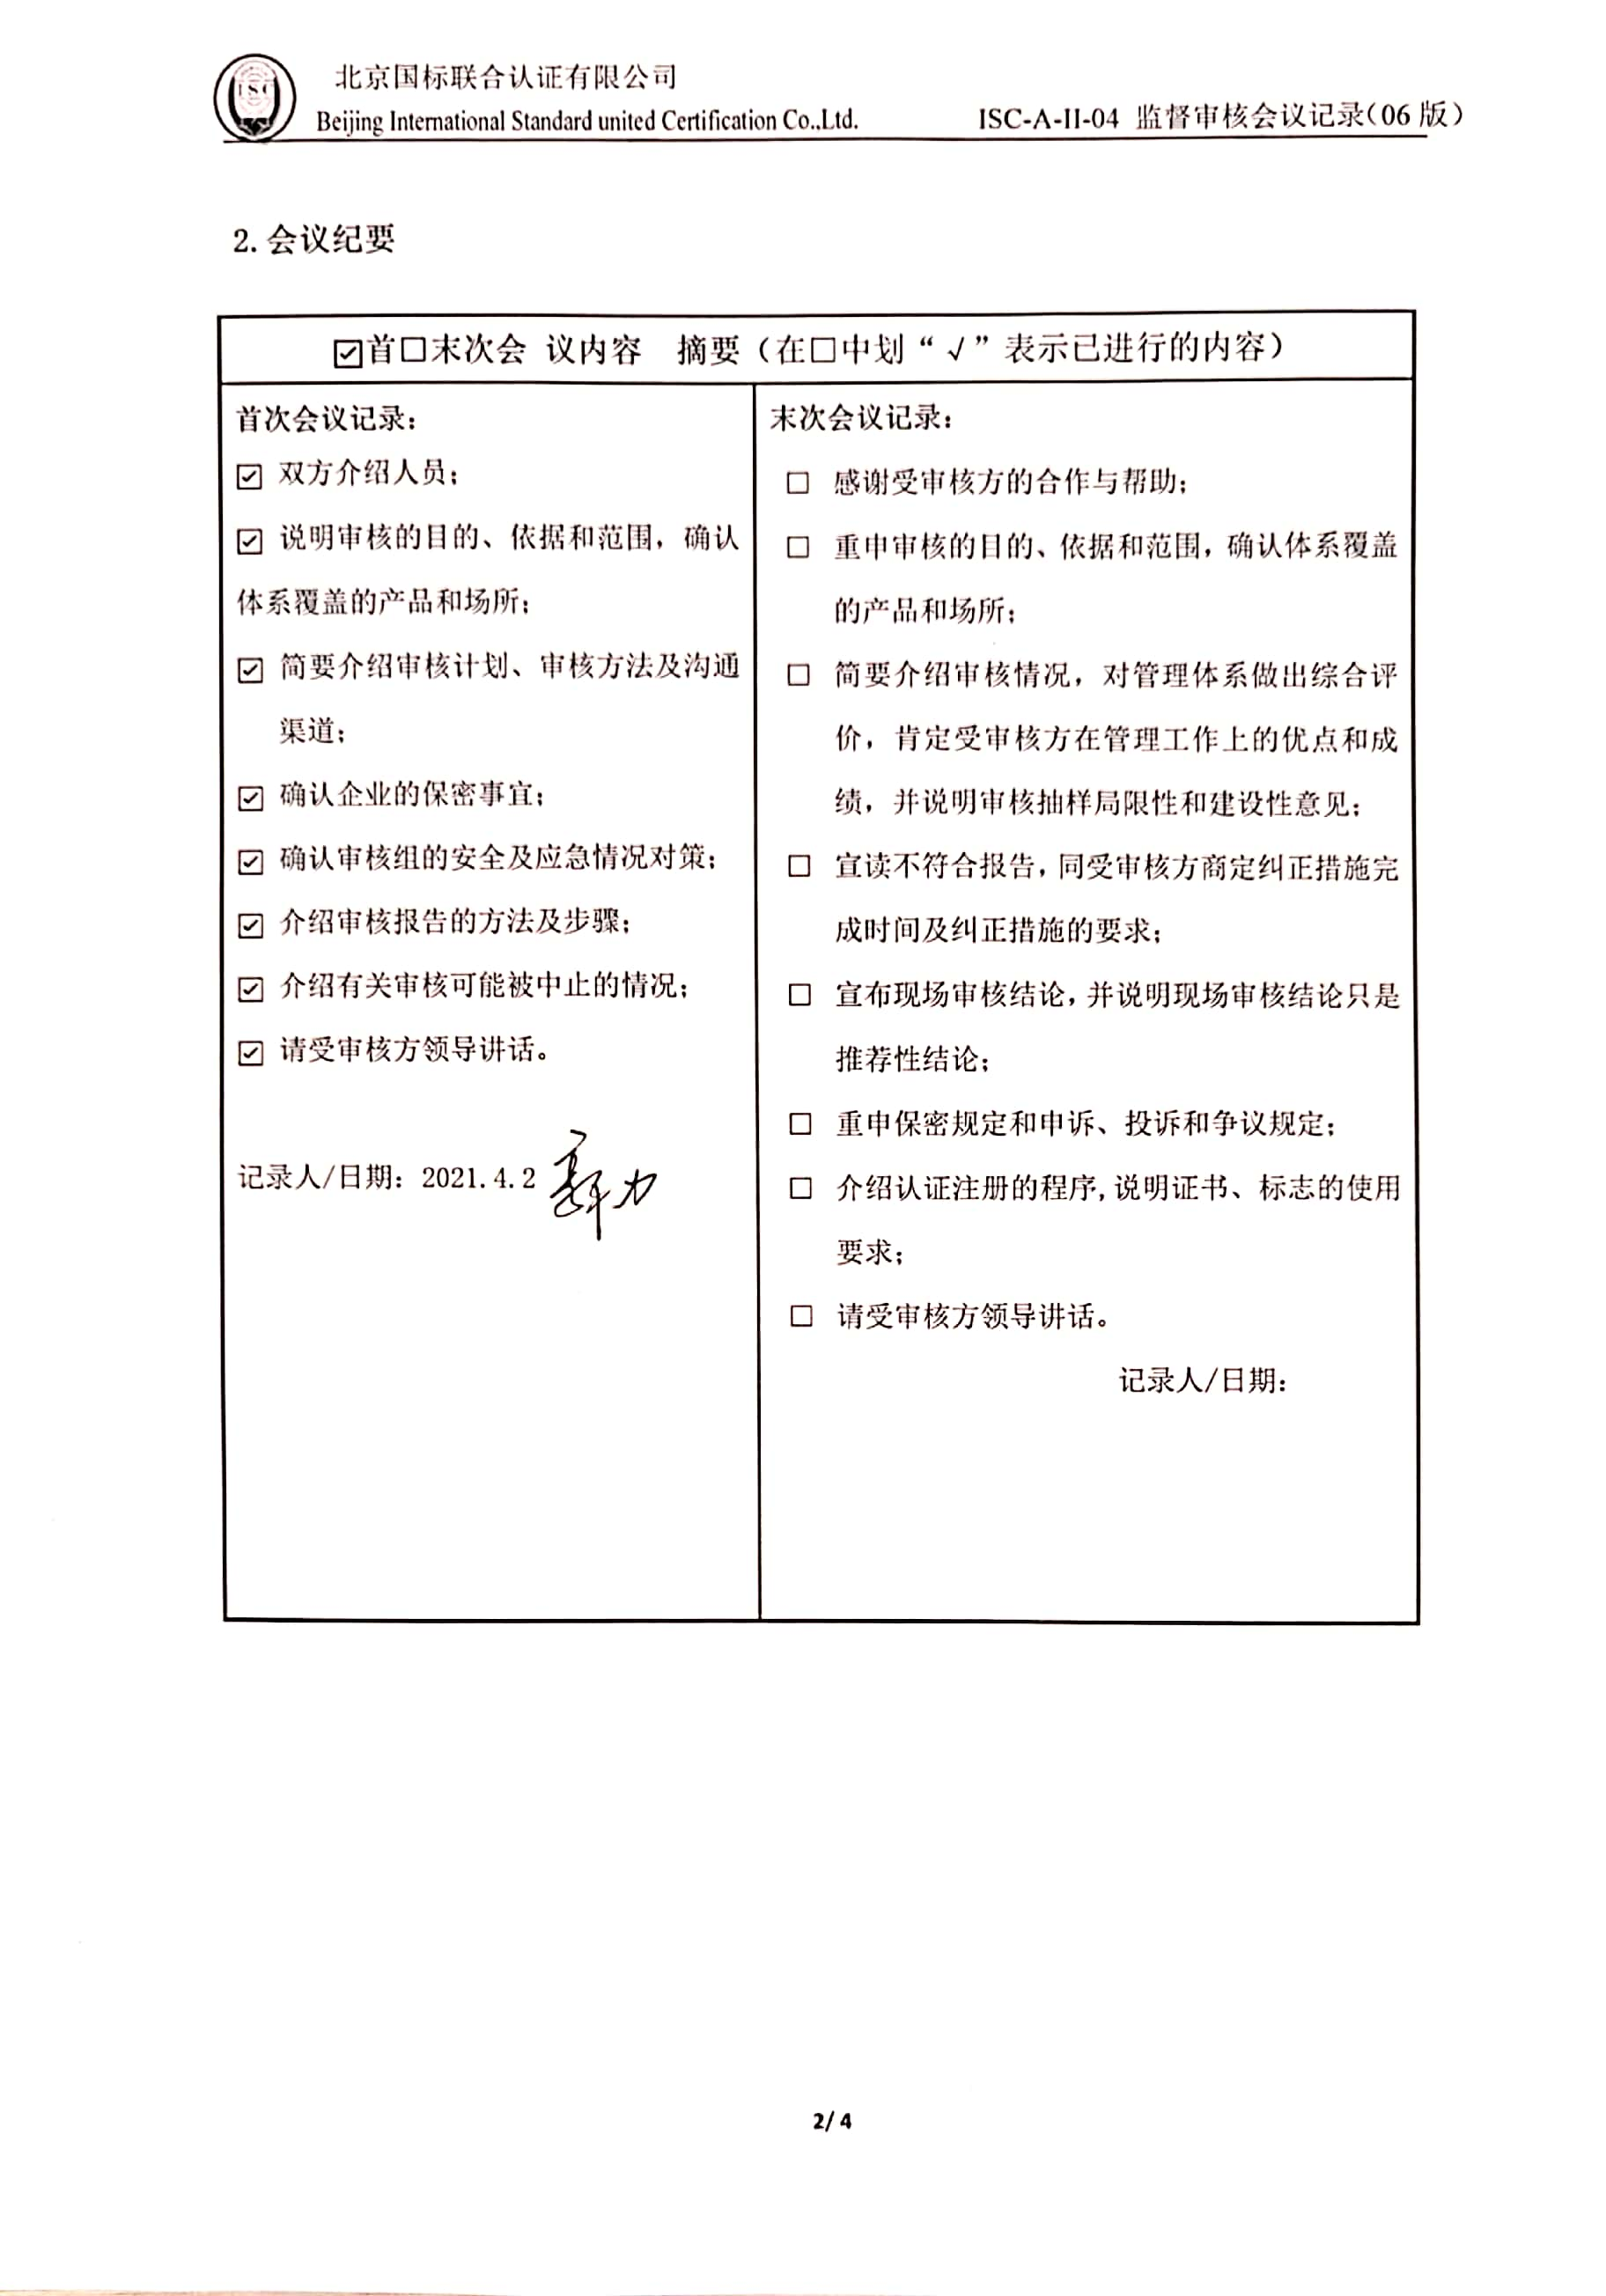 ISC
北京国标联合认证有限公司
Beijing International Standard united Certification Co.,Ltd.
ISC-A-II-04 监督审核会议记录(06 版)
2.会议纪要
☑首□末次会 议内容 摘要（在□中划“√”表示已进行的内容）
首次会议记录：
☑ 双方介绍人员；
☑ 说明审核的目的、依据和范围，确认
体系覆盖的产品和场所；
☑ 简要介绍审核计划、审核方法及沟通
渠道；
☑ 确认企业的保密事宜；
☑ 确认审核组的安全及应急情况对策；
☑ 介绍审核报告的方法及步骤；
☑ 介绍有关审核可能被中止的情况；
☑ 请受审核方领导讲话。
记录人/日期：2021.4.2
末次会议记录：
□ 感谢受审核方的合作与帮助；
□ 重申审核的目的、依据和范围，确认体系覆盖
的产品和场所；
□ 简要介绍审核情况，对管理体系做出综合评
价，肯定受审核方在管理工作上的优点和成
绩，并说明审核抽样局限性和建设性意见；
□ 宣读不符合报告，同受审核方商定纠正措施完
成时间及纠正措施的要求；
□ 宣布现场审核结论，并说明现场审核结论只是
推荐性结论；
□ 重申保密规定和申诉、投诉和争议规定；
□ 介绍认证注册的程序,说明证书、标志的使用
要求；
□ 请受审核方领导讲话。
记录人/日期：
2/ 4